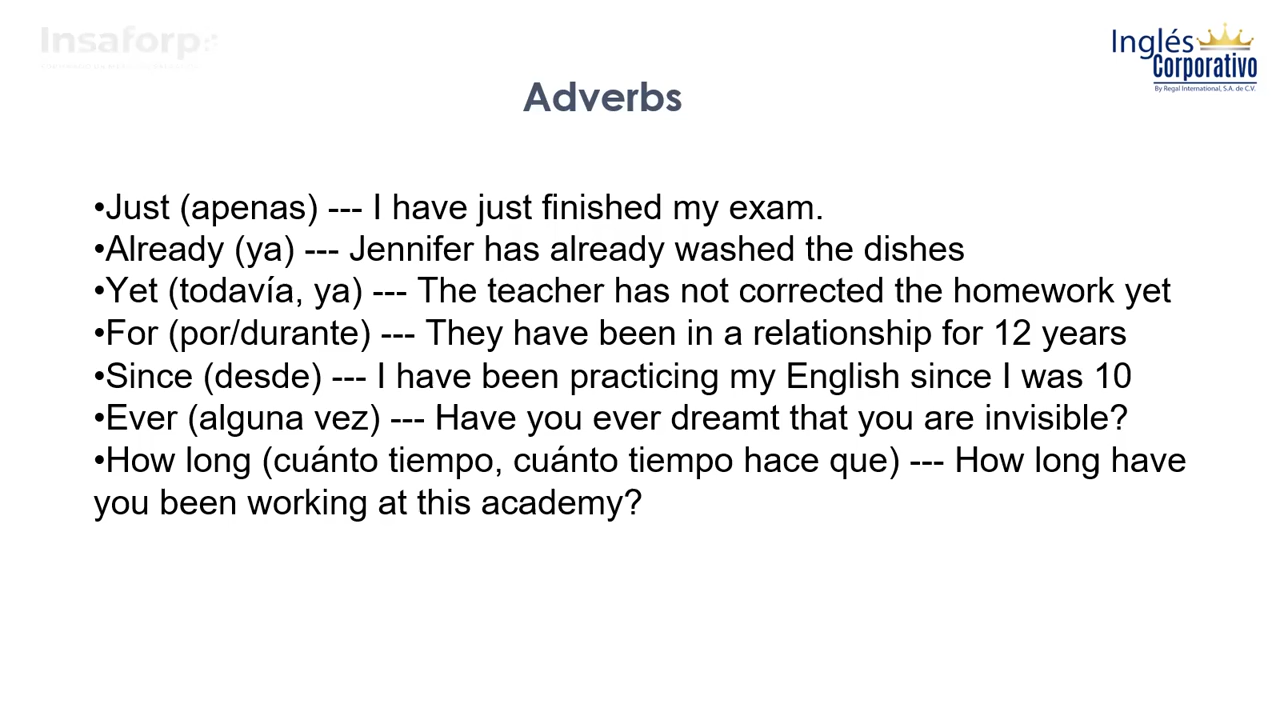 Insaforp
Inglés
Corporativo
By Regal International, S.A. de C.V.
Adverbs
•Just (apenas) --- I have just finished my exam.
•Already (ya) --- Jennifer has already washed the dishes
•Yet (todavía, ya) --- The teacher has not corrected the homework yet
•For (por/durante) --- They have been in a relationship for 12 years
•Since (desde) --- I have been practicing my English since I was 10
•Ever (alguna vez) --- Have you ever dreamt that you are invisible?
•How long (cuánto tiempo, cuánto tiempo hace que) --- How long have
you been working at this academy?